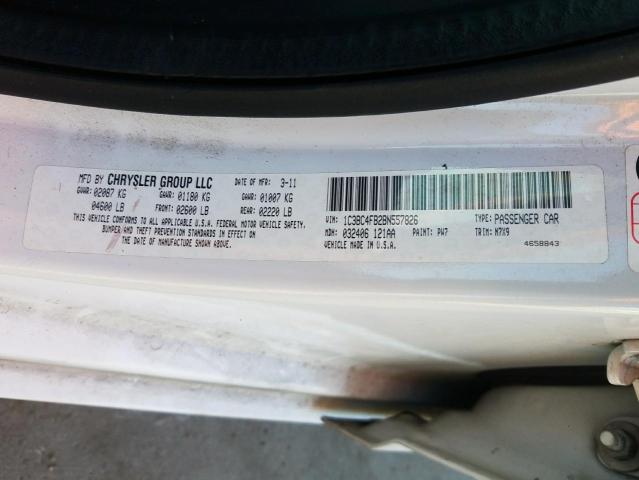 MFD BY CHRYSLER GROUP LLC DATE OF MFR: 3-11
GVWR: 02087 KG GAWR: 01180 KG GAWR: 01007 KG
04600 LB FRONT: 02600 LB REAR: 02220 LB
THIS VEHICLE CONFORMS TO ALL APPLICABLE U.S.A. FEDERAL MOTOR VEHICLE SAFETY,
BUMPER AND THEFT PREVENTION STANDARDS IN EFFECT ON
THE DATE OF MANUFACTURE SHOWN ABOVE.
VIN: 1C3BC4FB2BN557826 TYPE: PASSENGER CAR
MDH: 032406 121AA PAINT: PW7 TRIM: M7X9
VEHICLE MADE IN U.S.A. 4658843